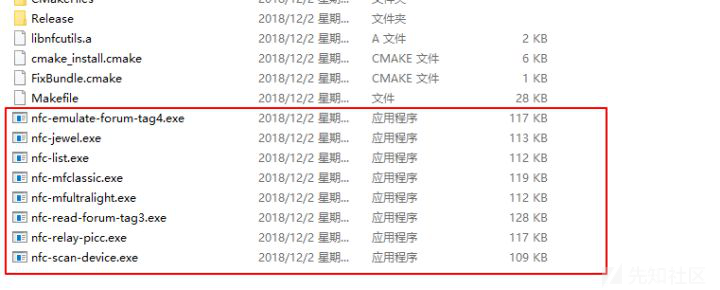 CMakeFiles 2018/12/2 星期... 文件夹
Release 2018/12/2 星期... 文件夹
libnfcutils.a 2018/12/2 星期... A 文件 2 KB
cmake_install.cmake 2018/12/2 星期... CMAKE 文件 6 KB
FixBundle.cmake 2018/12/2 星期... CMAKE 文件 1 KB
Makefile 2018/12/2 星期... 文件 28 KB
nfc-emulate-forum-tag4.exe 2018/12/2 星期... 应用程序 117 KB
nfc-jewel.exe 2018/12/2 星期... 应用程序 113 KB
nfc-list.exe 2018/12/2 星期... 应用程序 112 KB
nfc-mfclassic.exe 2018/12/2 星期... 应用程序 119 KB
nfc-mfultralight.exe 2018/12/2 星期... 应用程序 112 KB
nfc-read-forum-tag3.exe 2018/12/2 星期... 应用程序 128 KB
nfc-relay-picc.exe 2018/12/2 星期... 应用程序 117 KB
nfc-scan-device.exe 2018/12/2 星期... 应用程序 109 KB
先知社区